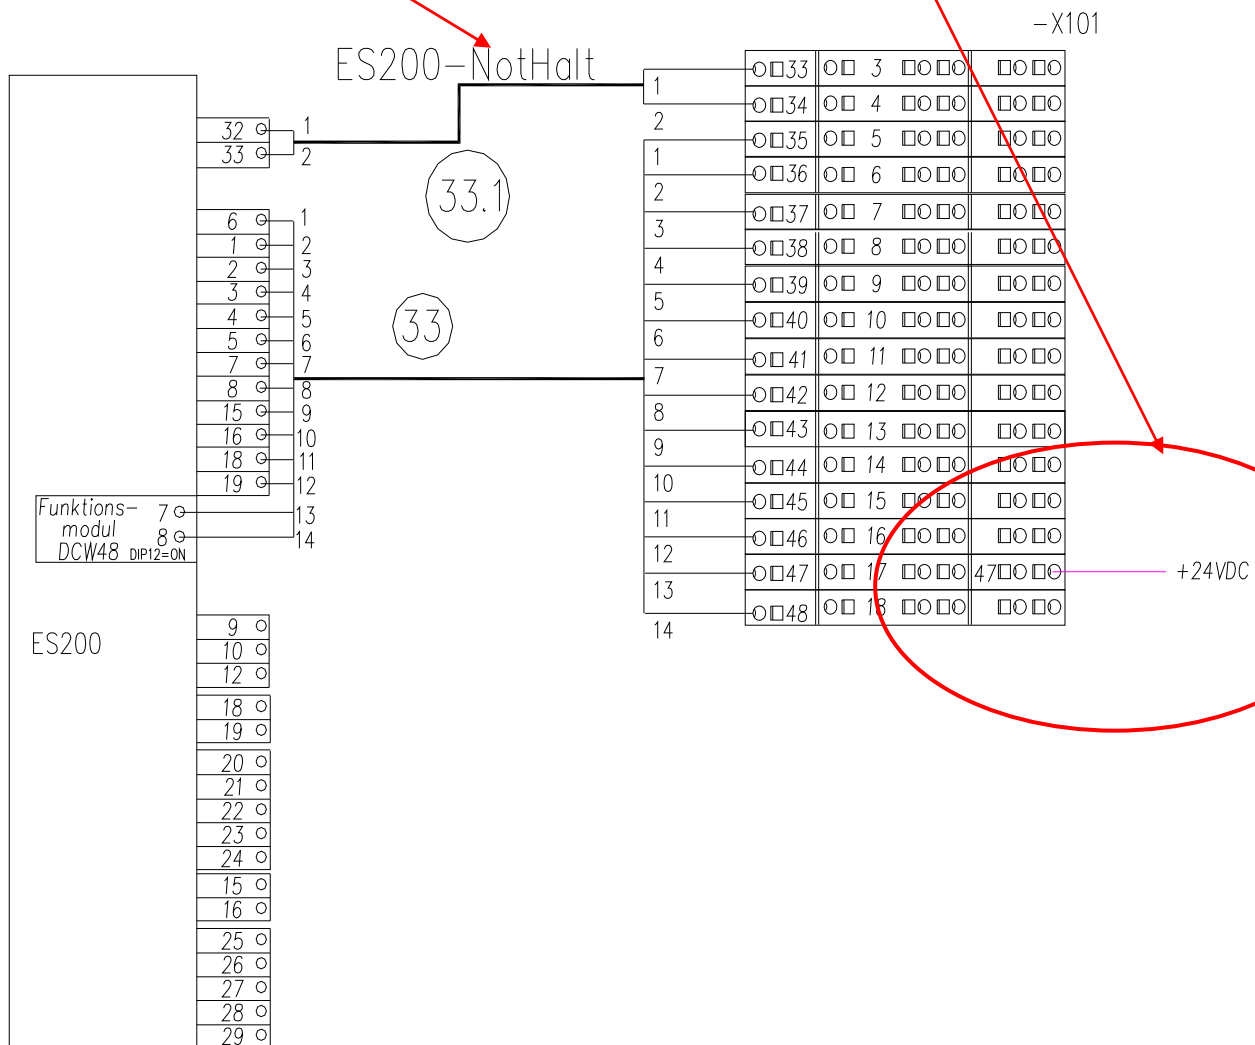 -X101
ES200-NotHalt
32 1
33 2
33.1
6 1
1 2
2 3
3 4
4 5
5 6
7 7
8 8
15 9
16 10
18 11
19 12
33
Funktions-
modul
DCW48 DIP12=ON
7 13
8 14
ES200
9
10
12
18
19
20
21
22
23
24
15
16
25
26
27
28
29
1 33 3
2 34 4
1 35 5
2 36 6
3 37 7
4 38 8
5 39 9
6 40 10
7 41 11
8 42 12
9 43 13
10 44 14
11 45 15
12 46 16
13 47 17 47 +24VDC
14 48 18